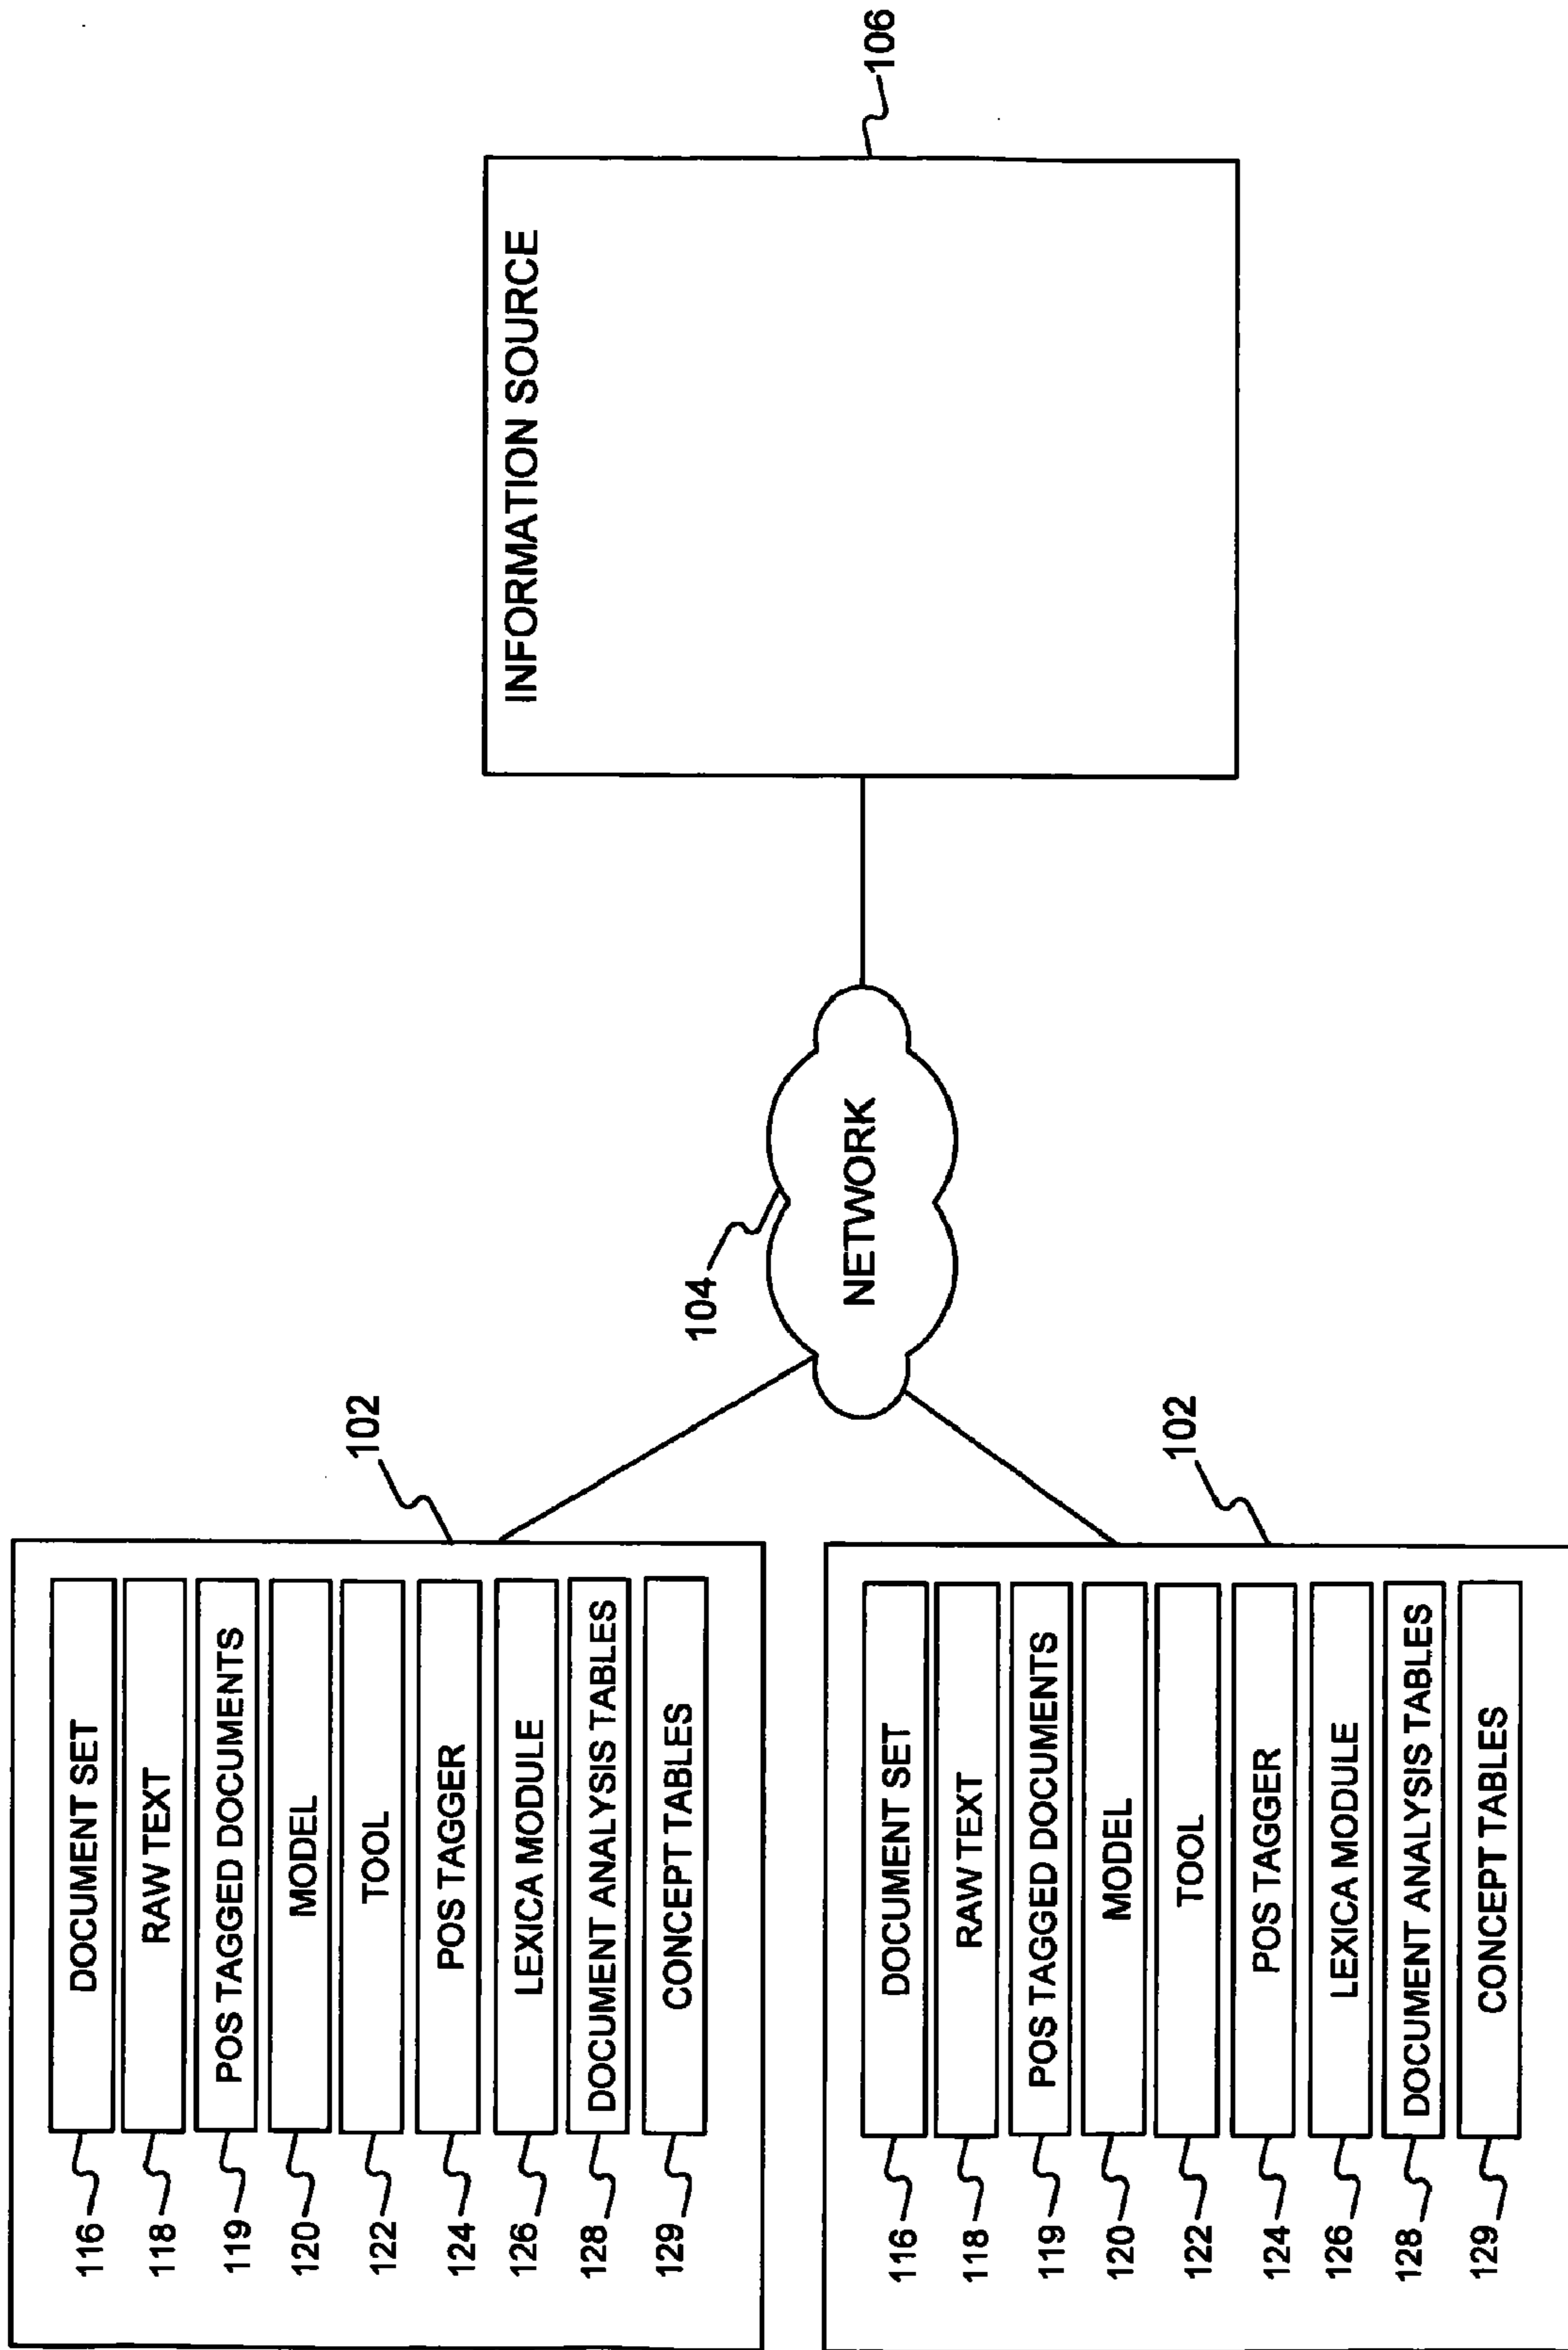 102
116
DOCUMENT SET
118
RAW TEXT
119
POS TAGGED DOCUMENTS
120
MODEL
122
TOOL
124
POS TAGGER
126
LEXICA MODULE
128
DOCUMENT ANALYSIS TABLES
129
CONCEPT TABLES
104
NETWORK
INFORMATION SOURCE
106
102
116
DOCUMENT SET
118
RAW TEXT
119
POS TAGGED DOCUMENTS
120
MODEL
122
TOOL
124
POS TAGGER
126
LEXICA MODULE
128
DOCUMENT ANALYSIS TABLES
129
CONCEPT TABLES